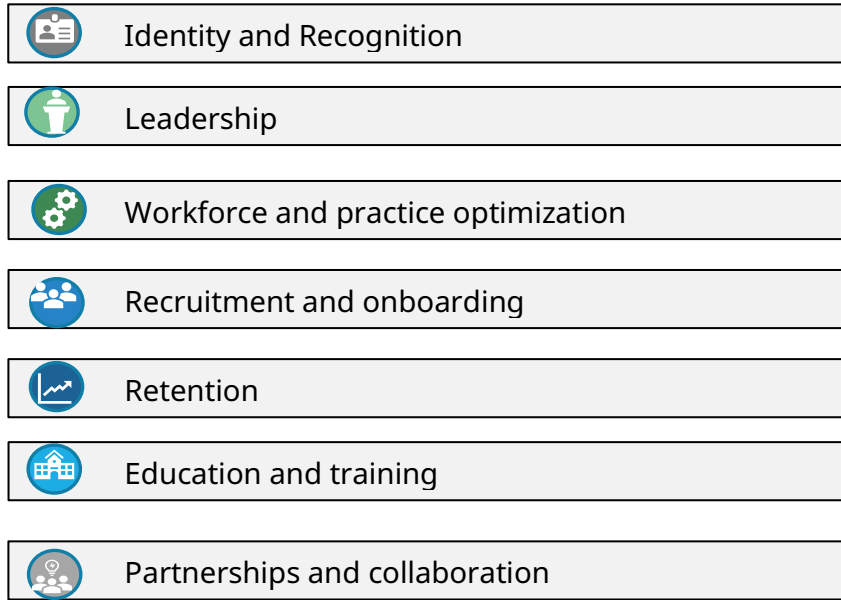 Identity and Recognition
Leadership
Workforce and practice optimization
Recruitment and onboarding
Retention
Education and training
Partnerships and collaboration